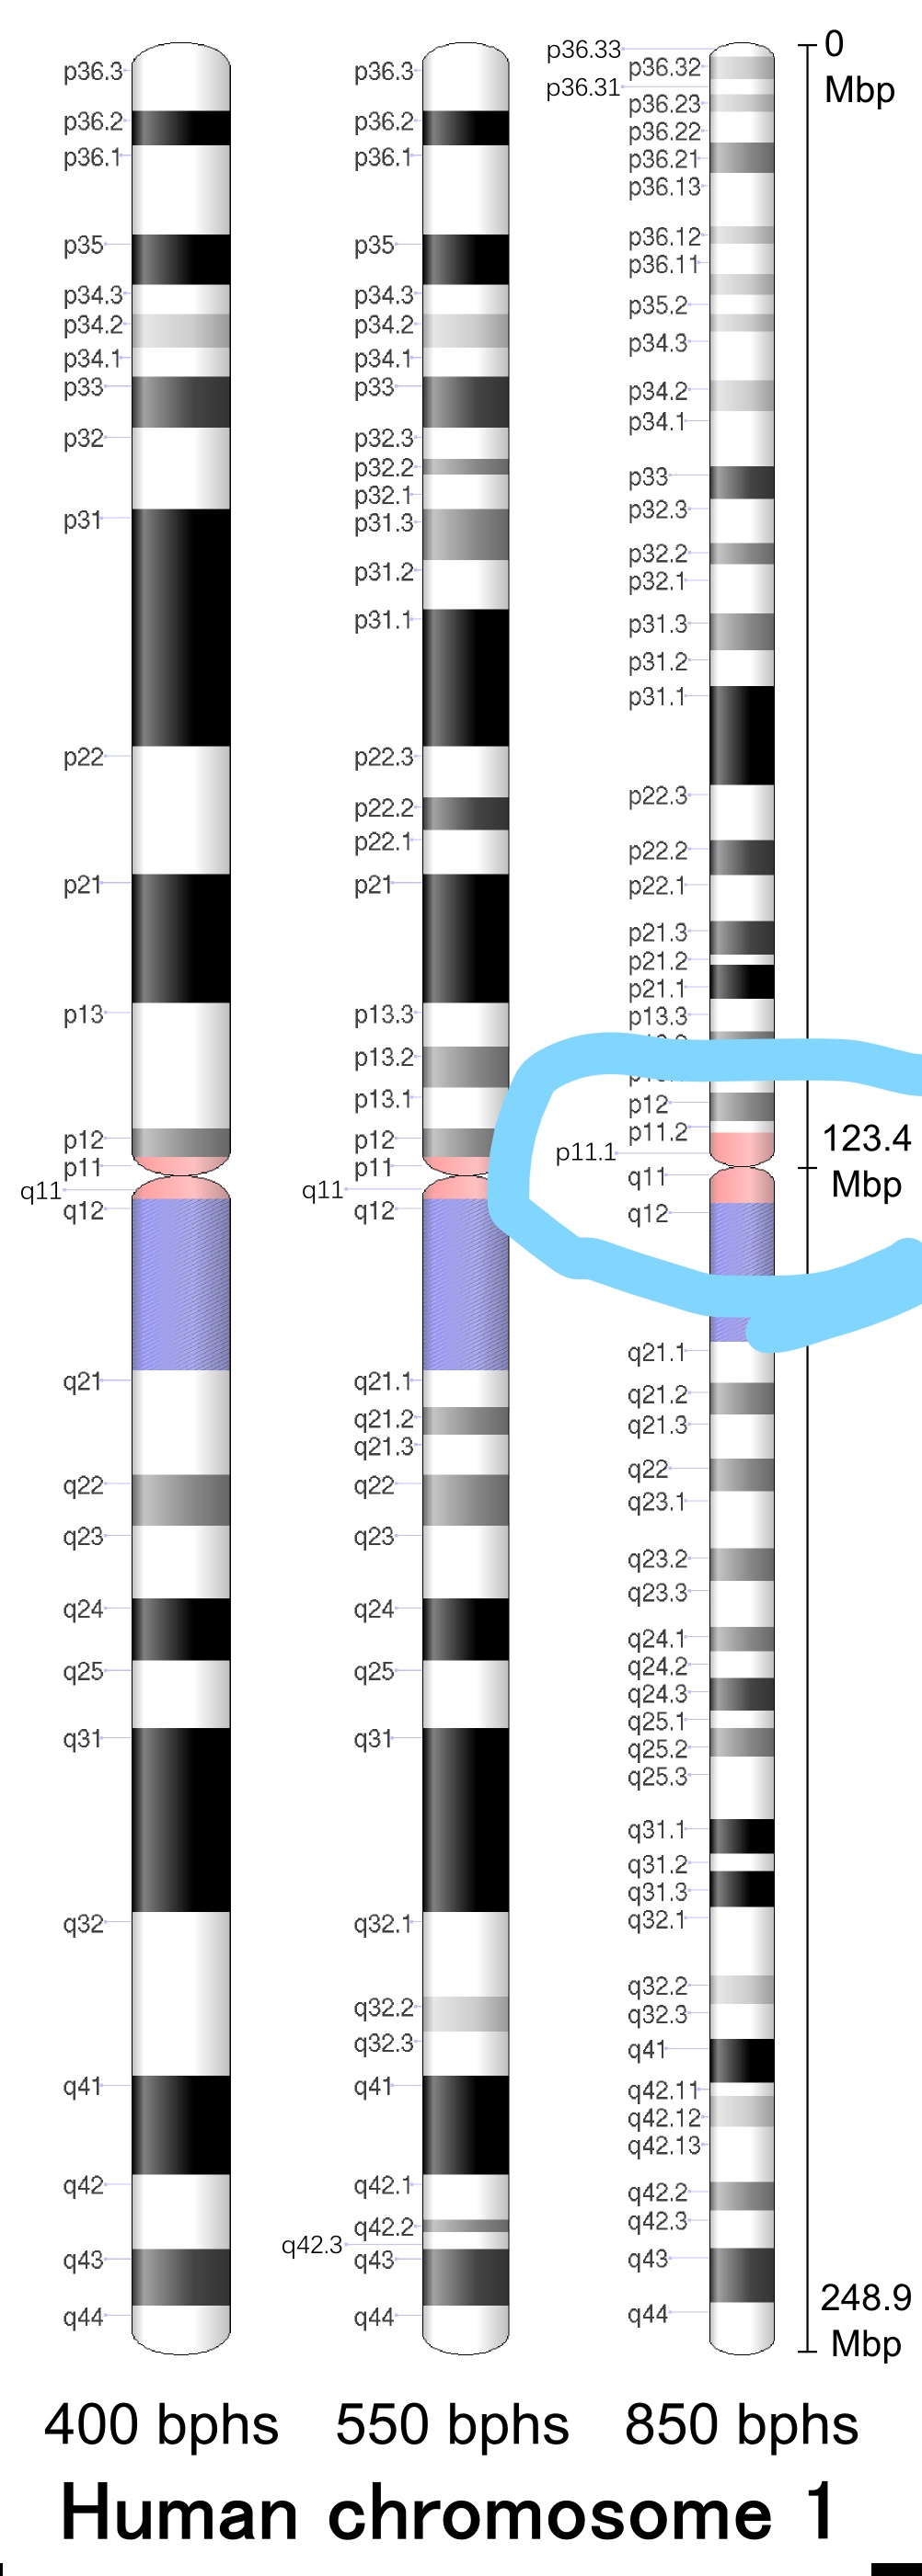 p36.3
p36.2
p36.1
p35
p34.3
p34.2
p34.1
p33
p32
p31
p22
p21
p13
p12
p11
q11
q12
q21
q22
q23
q24
q25
q31
q32
q41
q42
q43
q44
400 bphs
p36.3
p36.2
p36.1
p35
p34.3
p34.2
p34.1
p33
p32.3
p32.2
p32.1
p31.3
p31.2
p31.1
p22.3
p22.2
p22.1
p21
p13.3
p13.2
p13.1
p12
p11
q11
q12
q21.1
q21.2
q21.3
q22
q23
q24
q25
q31
q32.1
q32.2
q32.3
q41
q42.1
q42.2
q42.3
q43
q44
550 bphs
p36.33
p36.32
p36.31
p36.23
p36.22
p36.21
p36.13
p36.12
p36.11
p35.2
p34.3
p34.2
p34.1
p33
p32.3
p32.2
p32.1
p31.3
p31.2
p31.1
p22.3
p22.2
p22.1
p21.3
p21.2
p21.1
p13.3
p12
p11.2
p11.1
q11
q12
q21.1
q21.2
q21.3
q22
q23.1
q23.2
q23.3
q24.1
q24.2
q24.3
q25.1
q25.2
q25.3
q31.1
q31.2
q31.3
q32.1
q32.2
q32.3
q41
q42.11
q42.12
q42.13
q42.2
q42.3
q43
q44
850 bphs
0
Mbp
123.4
Mbp
248.9
Mbp
Human chromosome 1